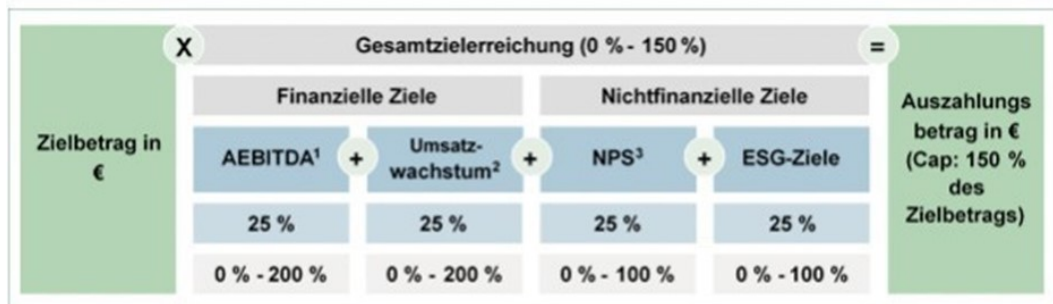 Zielbetrag in
€
X
Gesamtzielerreichung (0 % - 150 %)
=
Finanzielle Ziele
Nichtfinanzielle Ziele
AEBITDA¹
+
Umsatz-
wachstum²
+
NPS³
+
ESG-Ziele
25 %
25 %
25 %
25 %
0 % - 200 %
0 % - 200 %
0 % - 100 %
0 % - 100 %
Auszahlungs
betrag in €
(Cap: 150 %
des
Zielbetrags)